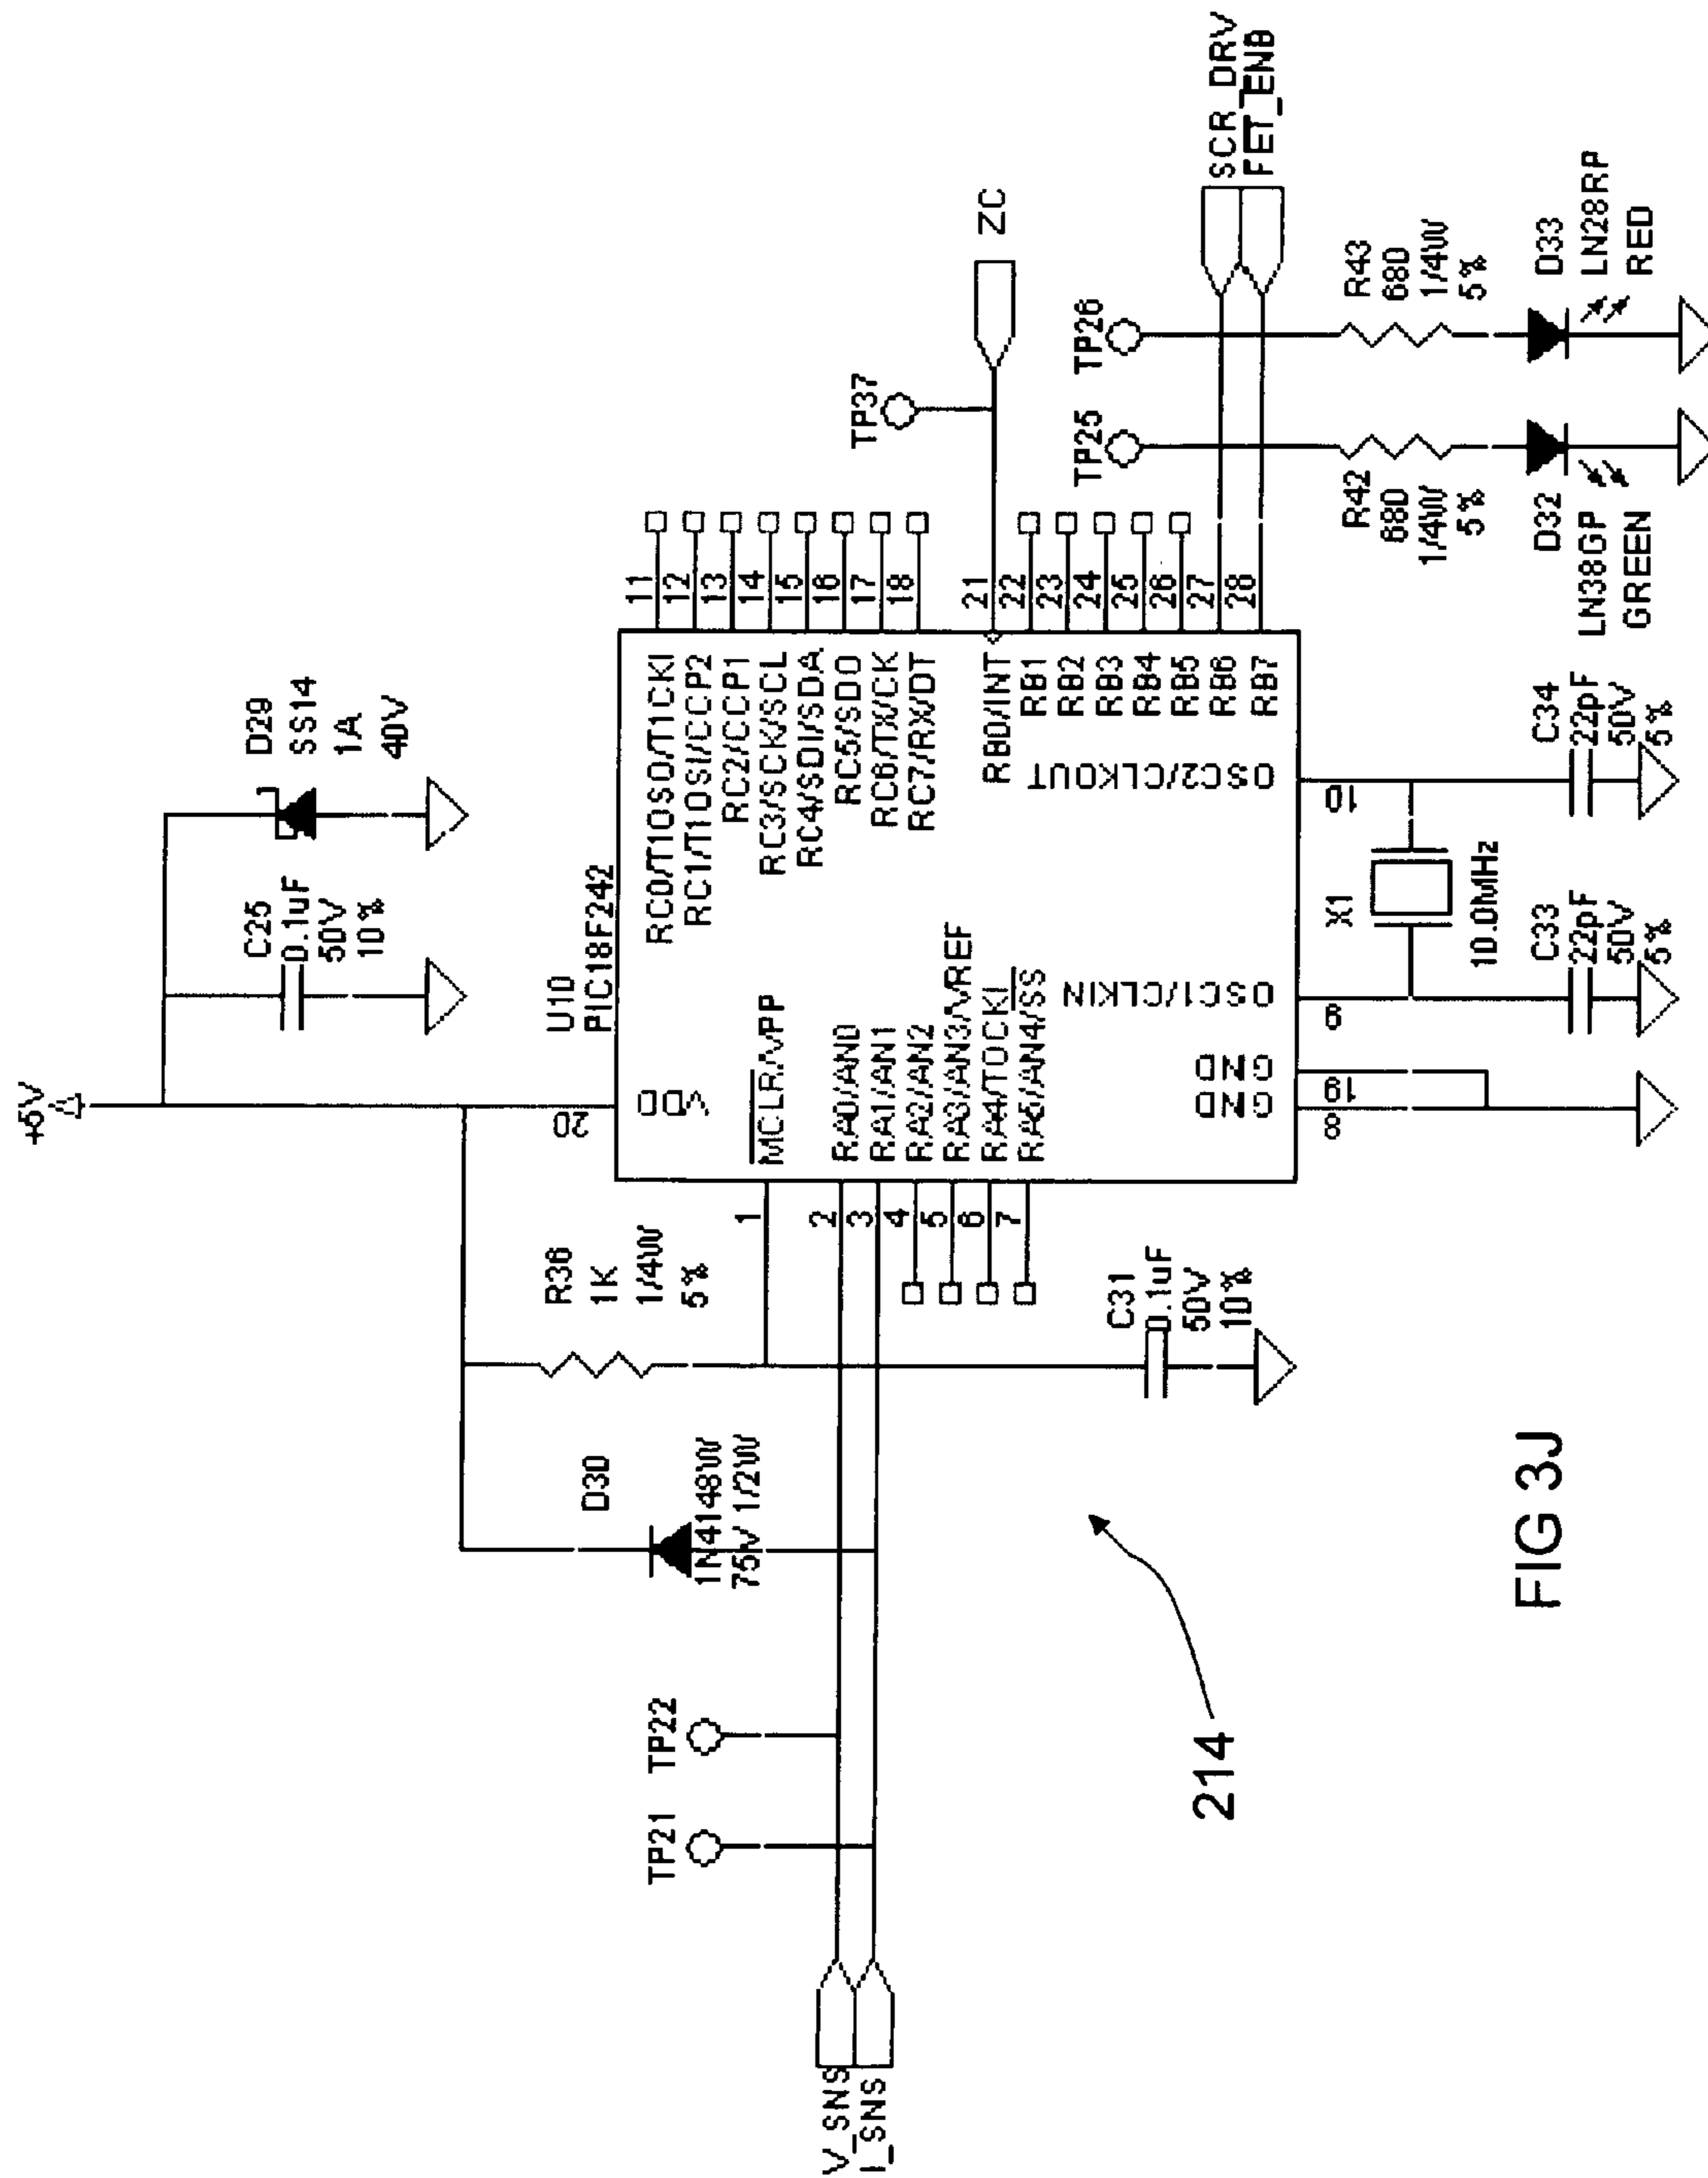 +5V
D29
SS14
1A
40V
C25
0.1uF
50V
10%
U10
PIC18F242
20
VDD
R36
1K
1/4W
5%
D30
1N4148W
75V 1/2W
TP21
TP22
V_SNS
I_SNS
1
2
3
4
5
6
7
MCLR/VPP
RA0/AN0
RA1/AN1
RA2/AN2
RA3/AN3/VREF
RA4/TOCKI
RA5/AN4/SS
RC0/T1OSO/T1CKI
RC1/T1OSI/CCP2
RC2/CCP1
RC3/SCK/SCL
RC4/SDI/SDA
RC5/SDO
RC6/TX/CK
RC7/RX/DT
RB0/INT
RB1
RB2
RB3
RB4
RB5
RB6
RB7
11
12
13
14
15
16
17
18
21
22
23
24
25
26
27
28
TP37
ZC
SCR_DRV
FET_ENB
GND
GND
OSC1/CLKIN
OSC2/CLKOUT
8
19
9
10
C31
0.1uF
50V
10%
X1
10.0MHz
C33
22pF
50V
5%
C34
22pF
50V
5%
TP25
TP26
R42
680
1/4W
5%
R43
680
1/4W
5%
D32
LN38GP
GREEN
D33
LN28RP
RED
214
FIG 3J